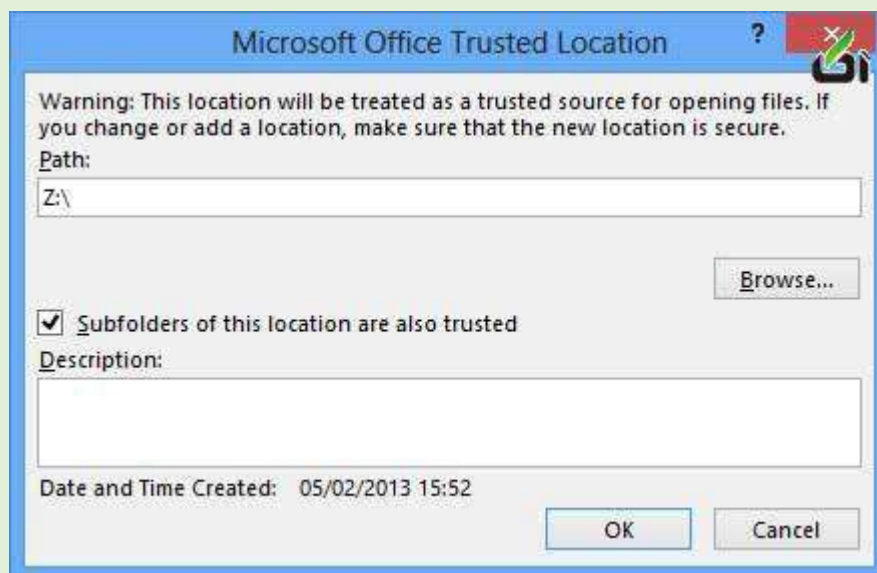 Microsoft Office Trusted Location
?
Warning: This location will be treated as a trusted source for opening files. If
you change or add a location, make sure that the new location is secure.
Path:
Z:\
Browse...
Subfolders of this location are also trusted
Description:
Date and Time Created: 05/02/2013 15:52
OK
Cancel